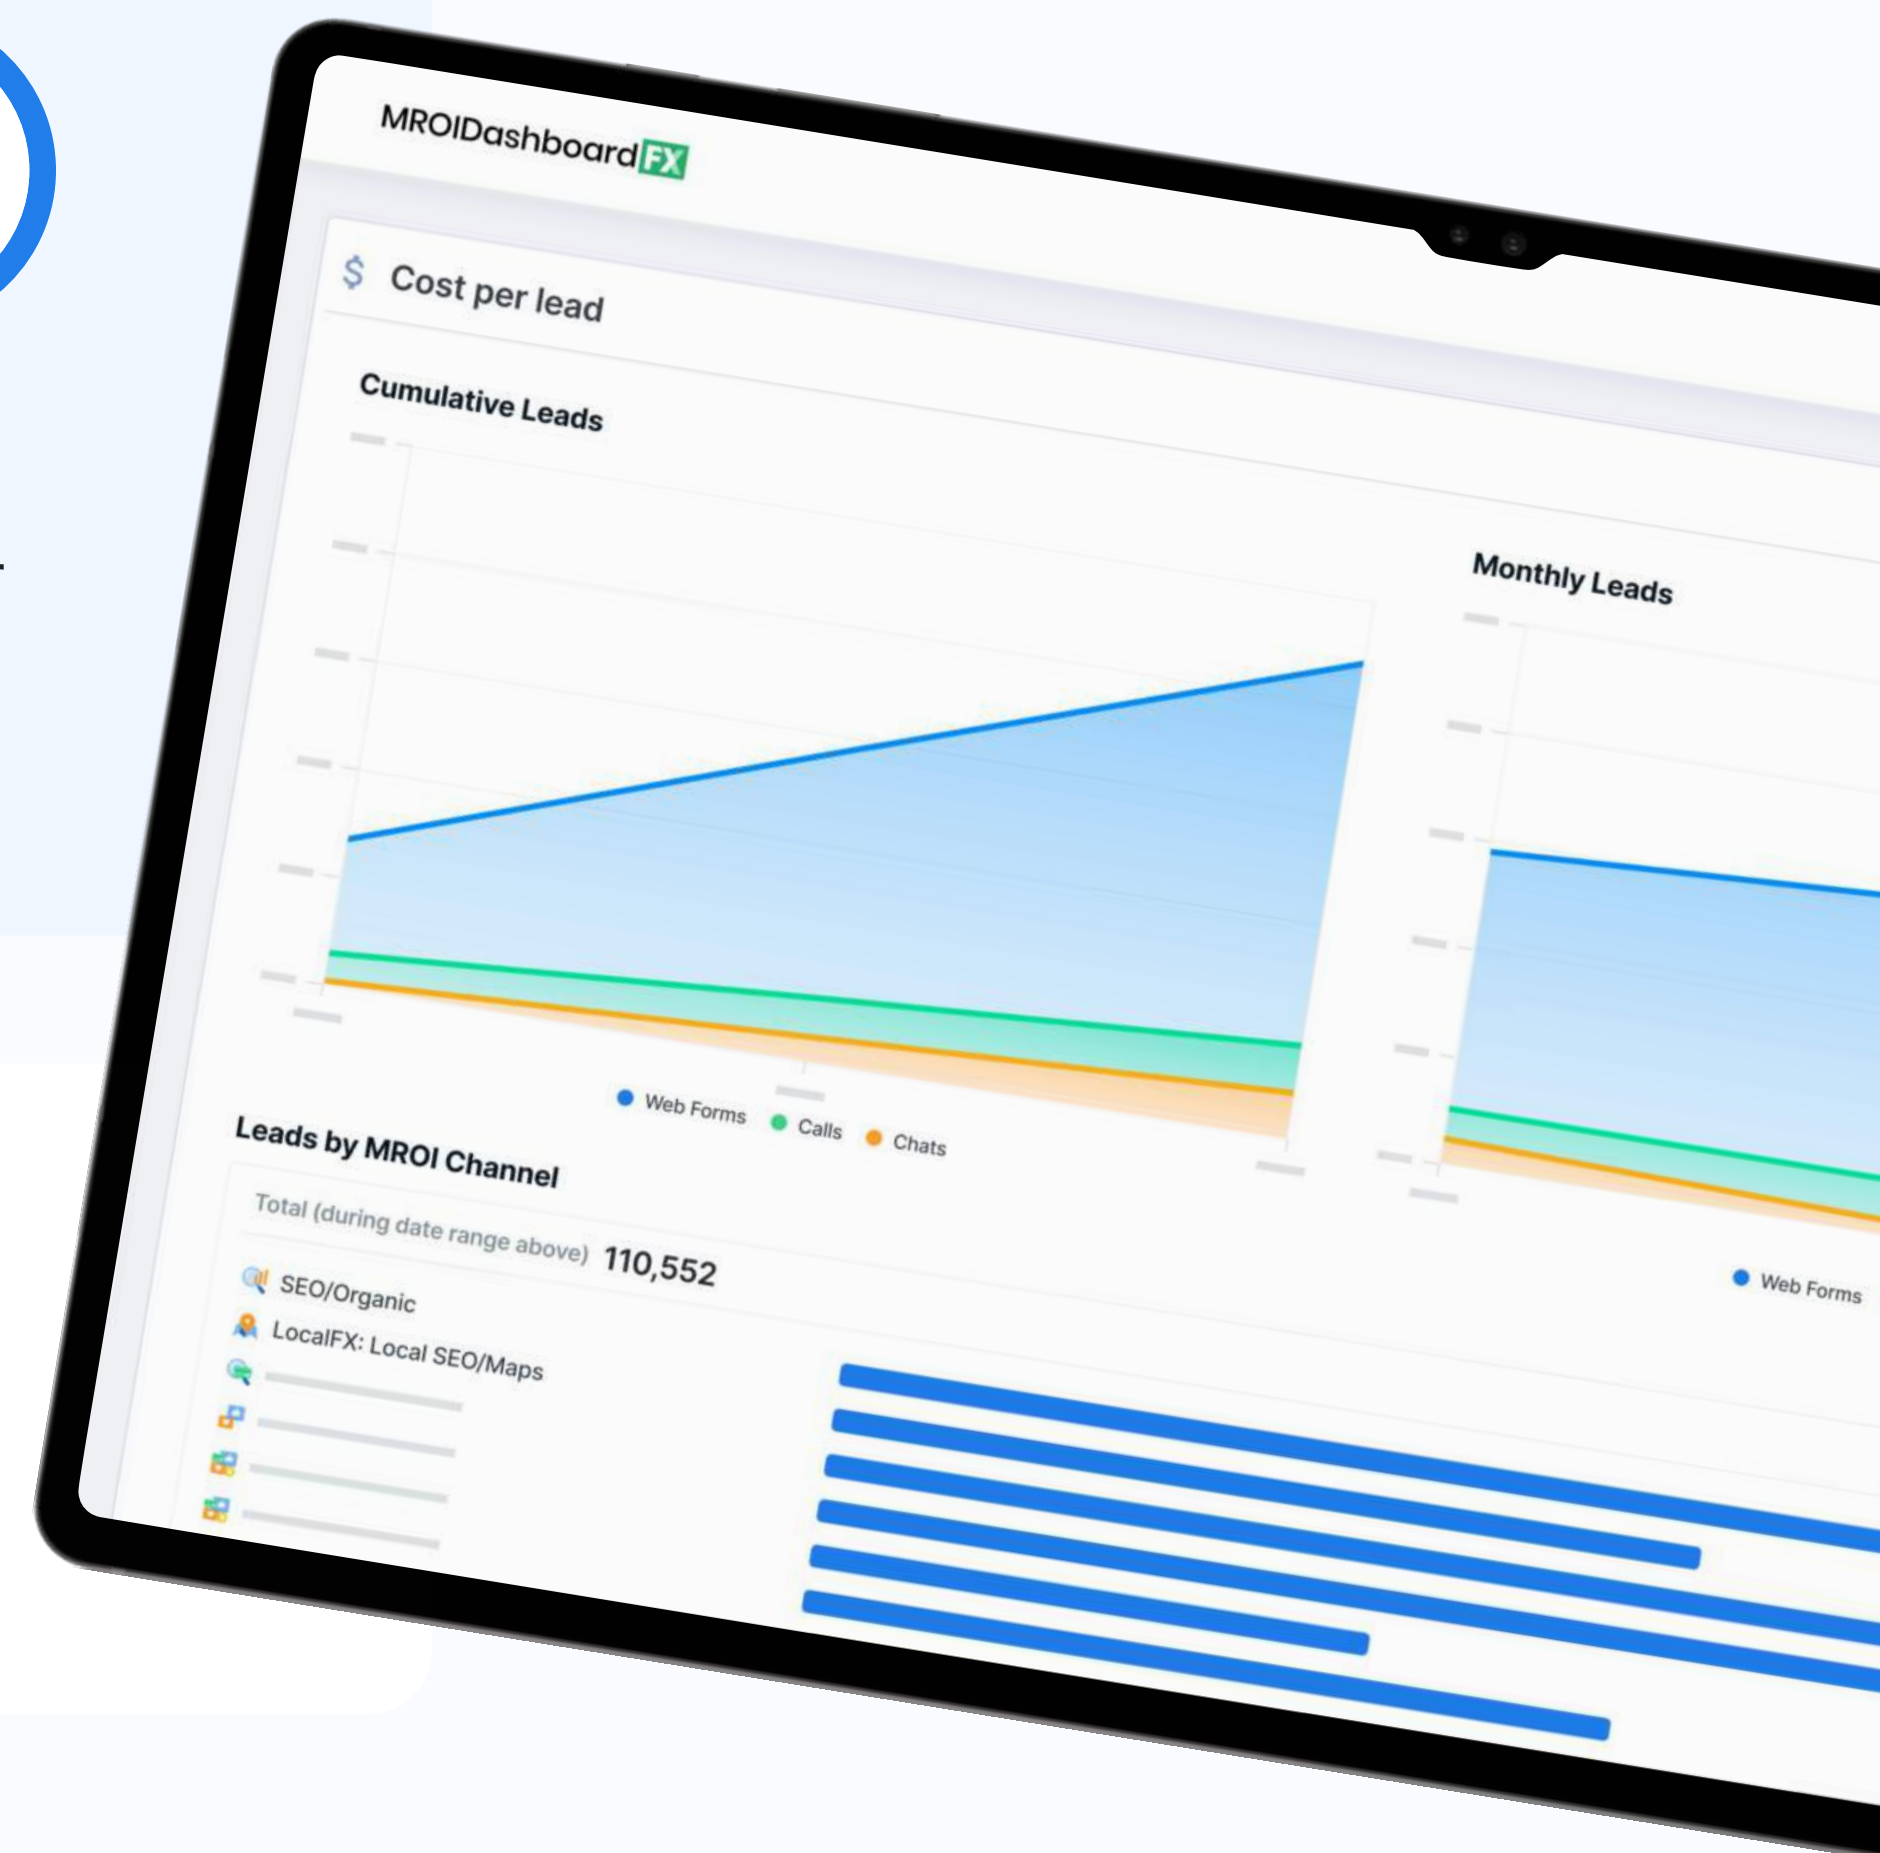 MROIDashboardFX
Cost per lead
Cumulative Leads
Monthly Leads
Web Forms Calls Chats
Web Forms
Leads by MROI Channel
Total (during date range above) 110,552
SEO/Organic
LocalFX: Local SEO/Maps